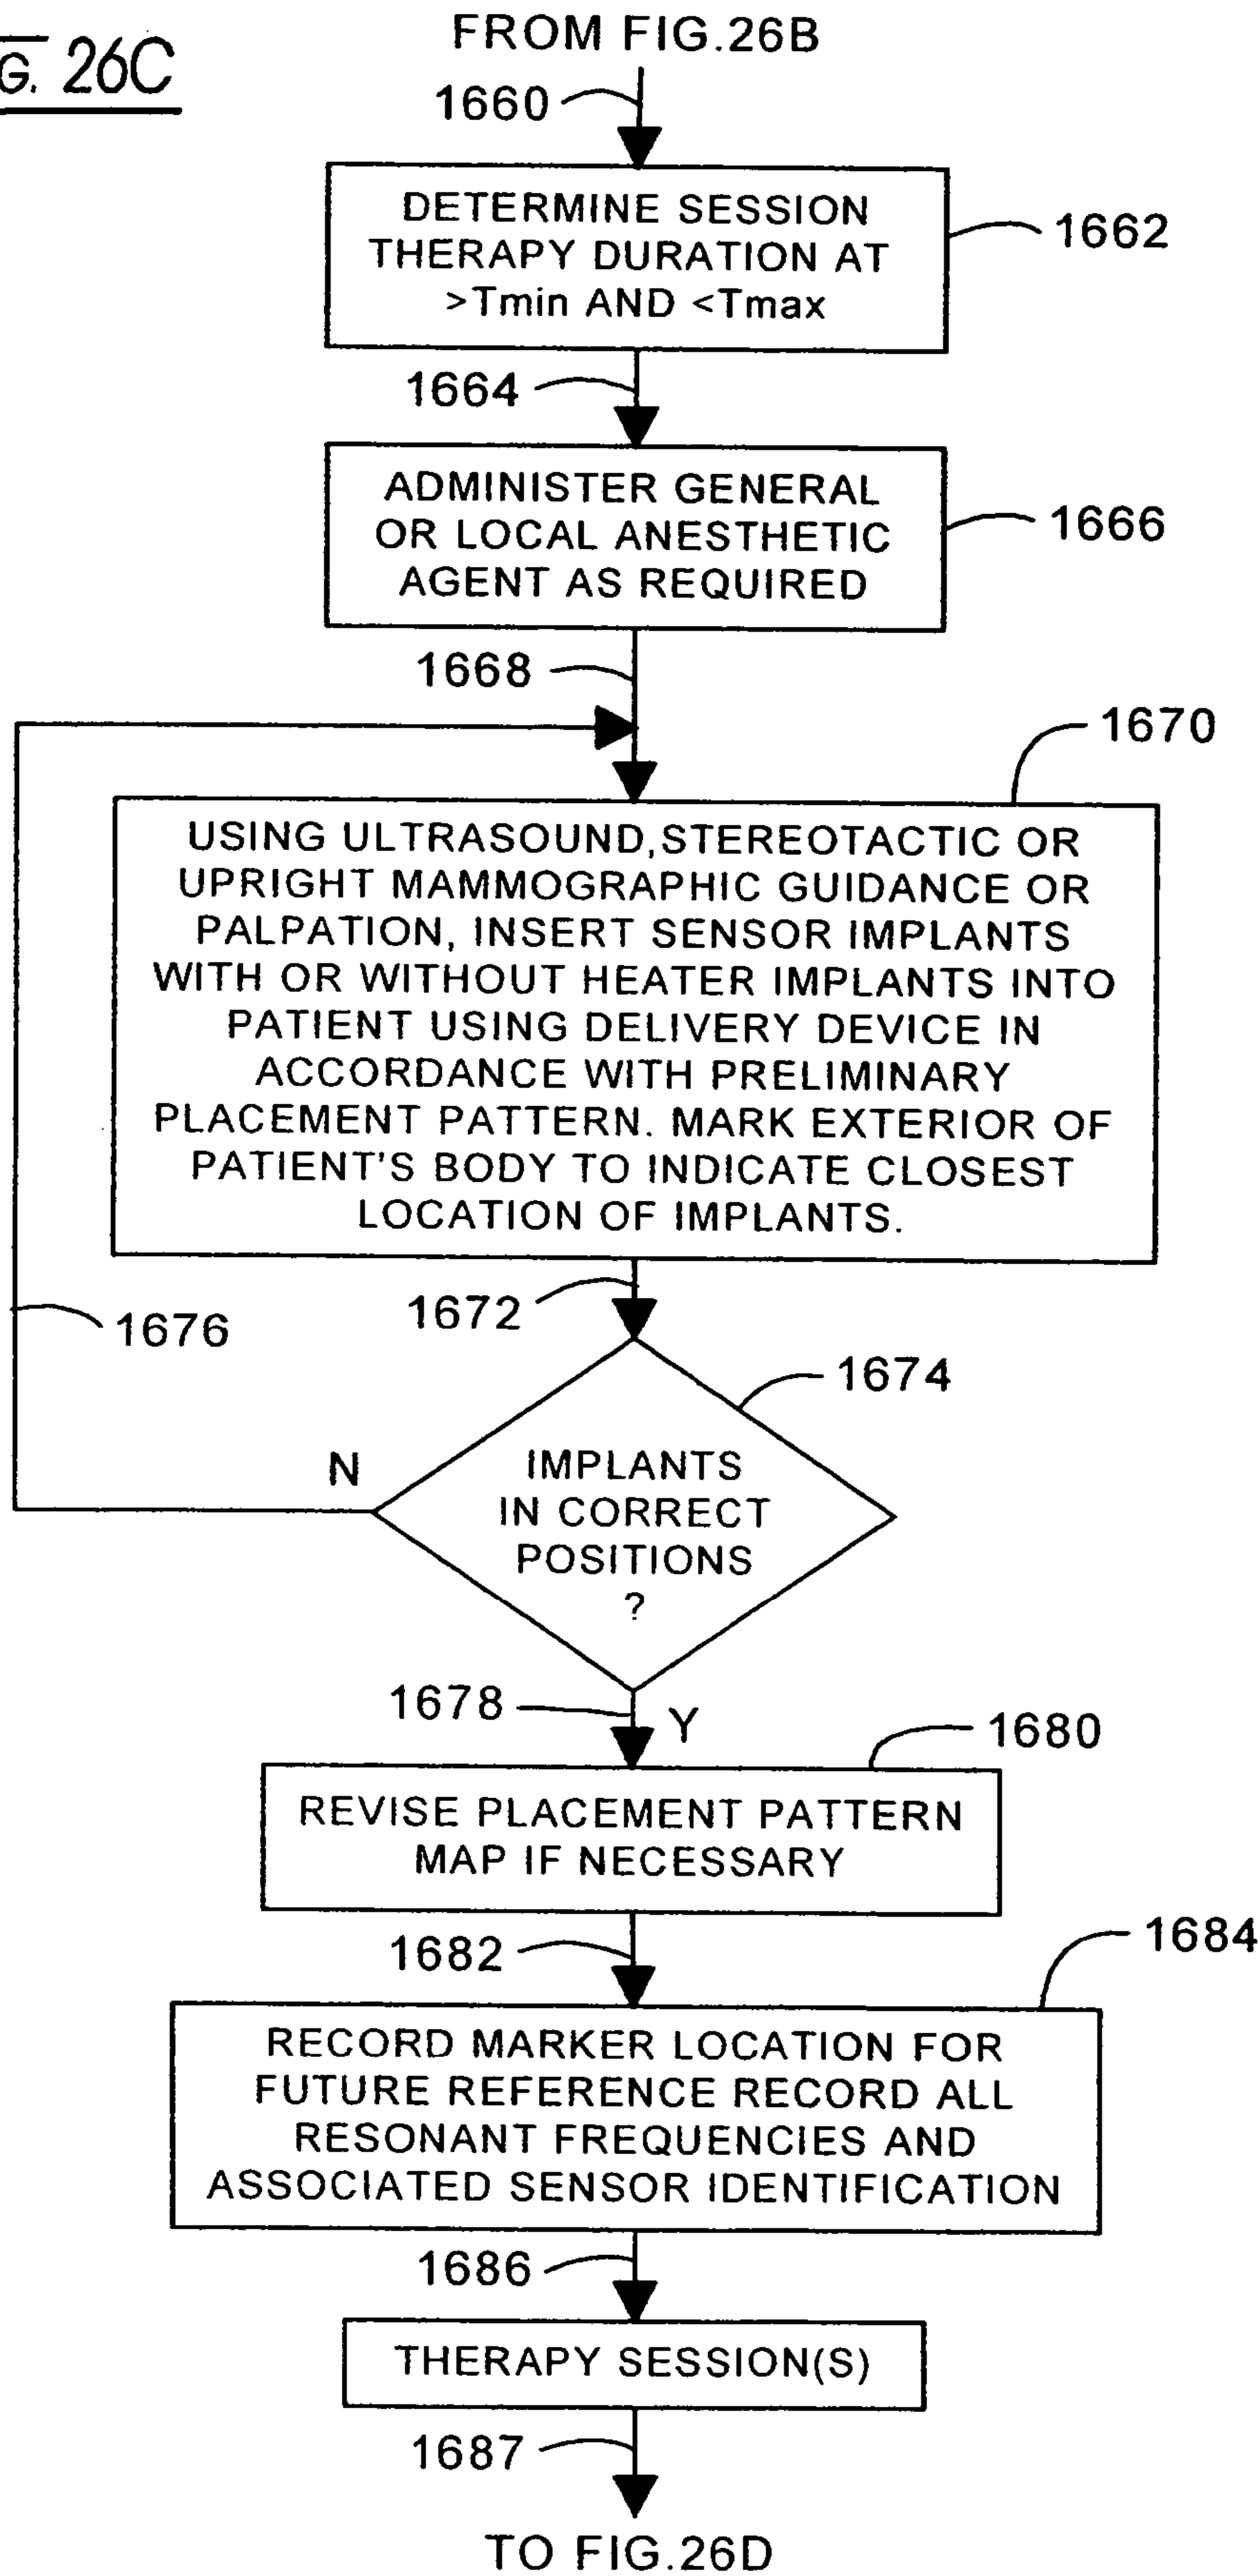 G. 26C
FROM FIG.26B
1660
DETERMINE SESSION
THERAPY DURATION AT
>Tmin AND <Tmax
1662
1664
ADMINISTER GENERAL
OR LOCAL ANESTHETIC
AGENT AS REQUIRED
1666
1668
1670
USING ULTRASOUND,STEREOTACTIC OR
UPRIGHT MAMMOGRAPHIC GUIDANCE OR
PALPATION, INSERT SENSOR IMPLANTS
WITH OR WITHOUT HEATER IMPLANTS INTO
PATIENT USING DELIVERY DEVICE IN
ACCORDANCE WITH PRELIMINARY
PLACEMENT PATTERN. MARK EXTERIOR OF
PATIENT'S BODY TO INDICATE CLOSEST
LOCATION OF IMPLANTS.
1672
1676
1674
N
IMPLANTS
IN CORRECT
POSITIONS
?
1678
Y
1680
REVISE PLACEMENT PATTERN
MAP IF NECESSARY
1682
1684
RECORD MARKER LOCATION FOR
FUTURE REFERENCE RECORD ALL
RESONANT FREQUENCIES AND
ASSOCIATED SENSOR IDENTIFICATION
1686
THERAPY SESSION(S)
1687
TO FIG.26D